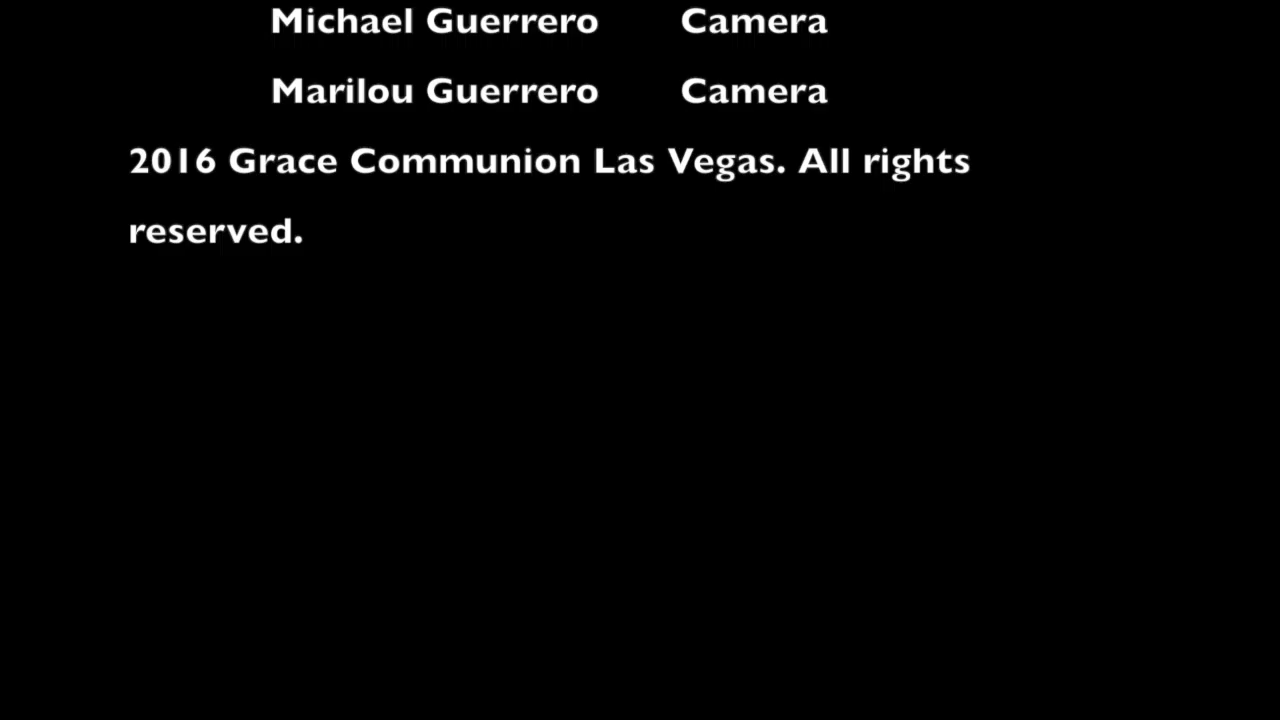 Michael Guerrero Camera
Marilou Guerrero Camera
2016 Grace Communion Las Vegas. All rights
reserved.